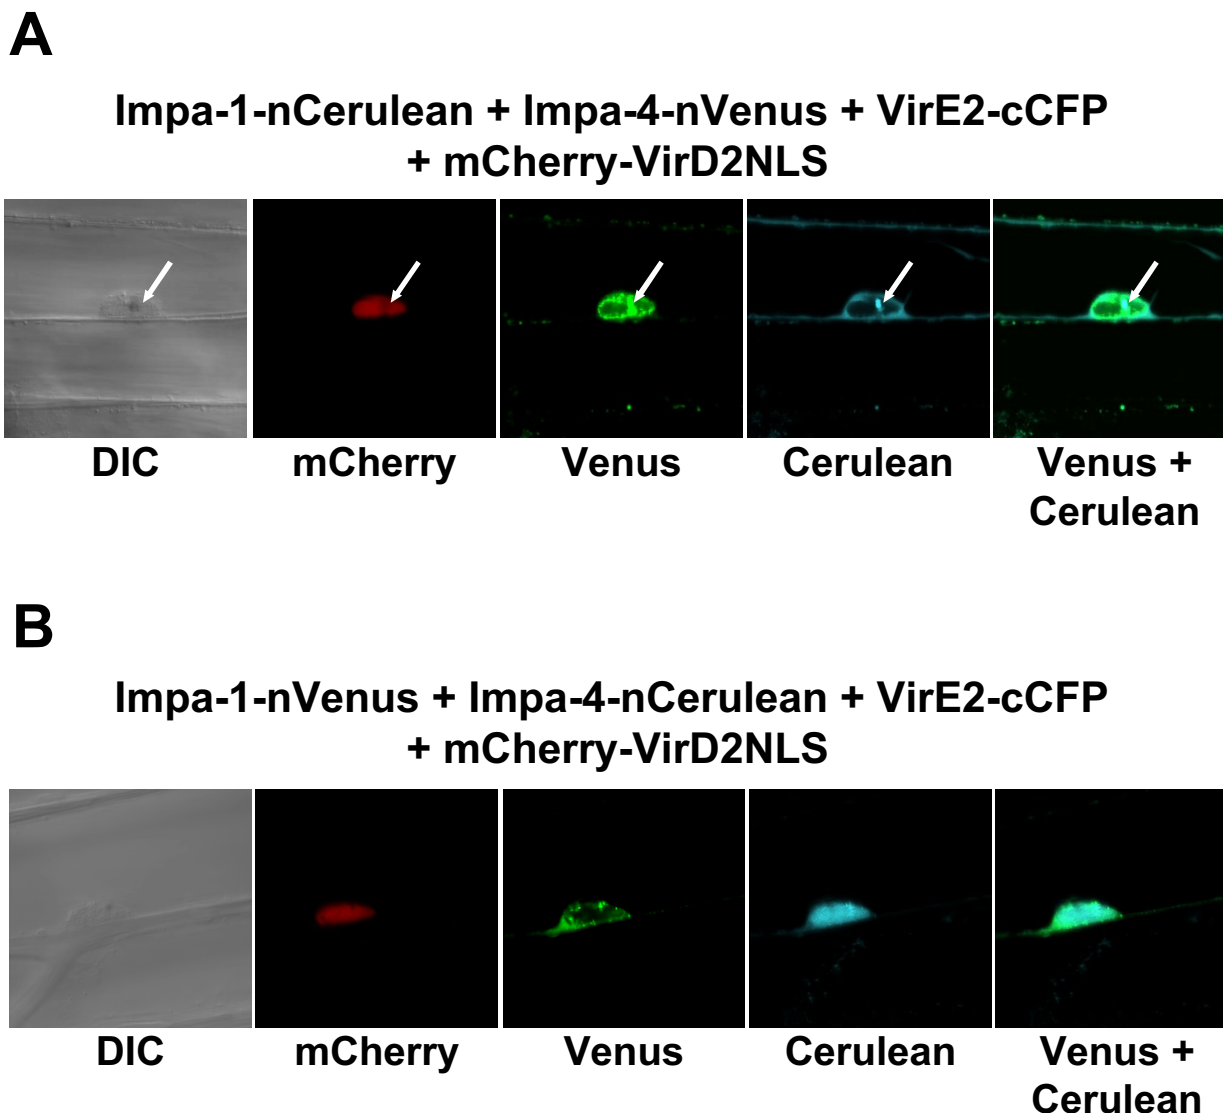 A
Impa-1-nCerulean + Impa-4-nVenus + VirE2-cCFP
+ mCherry-VirD2NLS
DIC
mCherry
Venus
Cerulean
Venus +
Cerulean
B
Impa-1-nVenus + Impa-4-nCerulean + VirE2-cCFP
+ mCherry-VirD2NLS
DIC
mCherry
Venus
Cerulean
Venus +
Cerulean